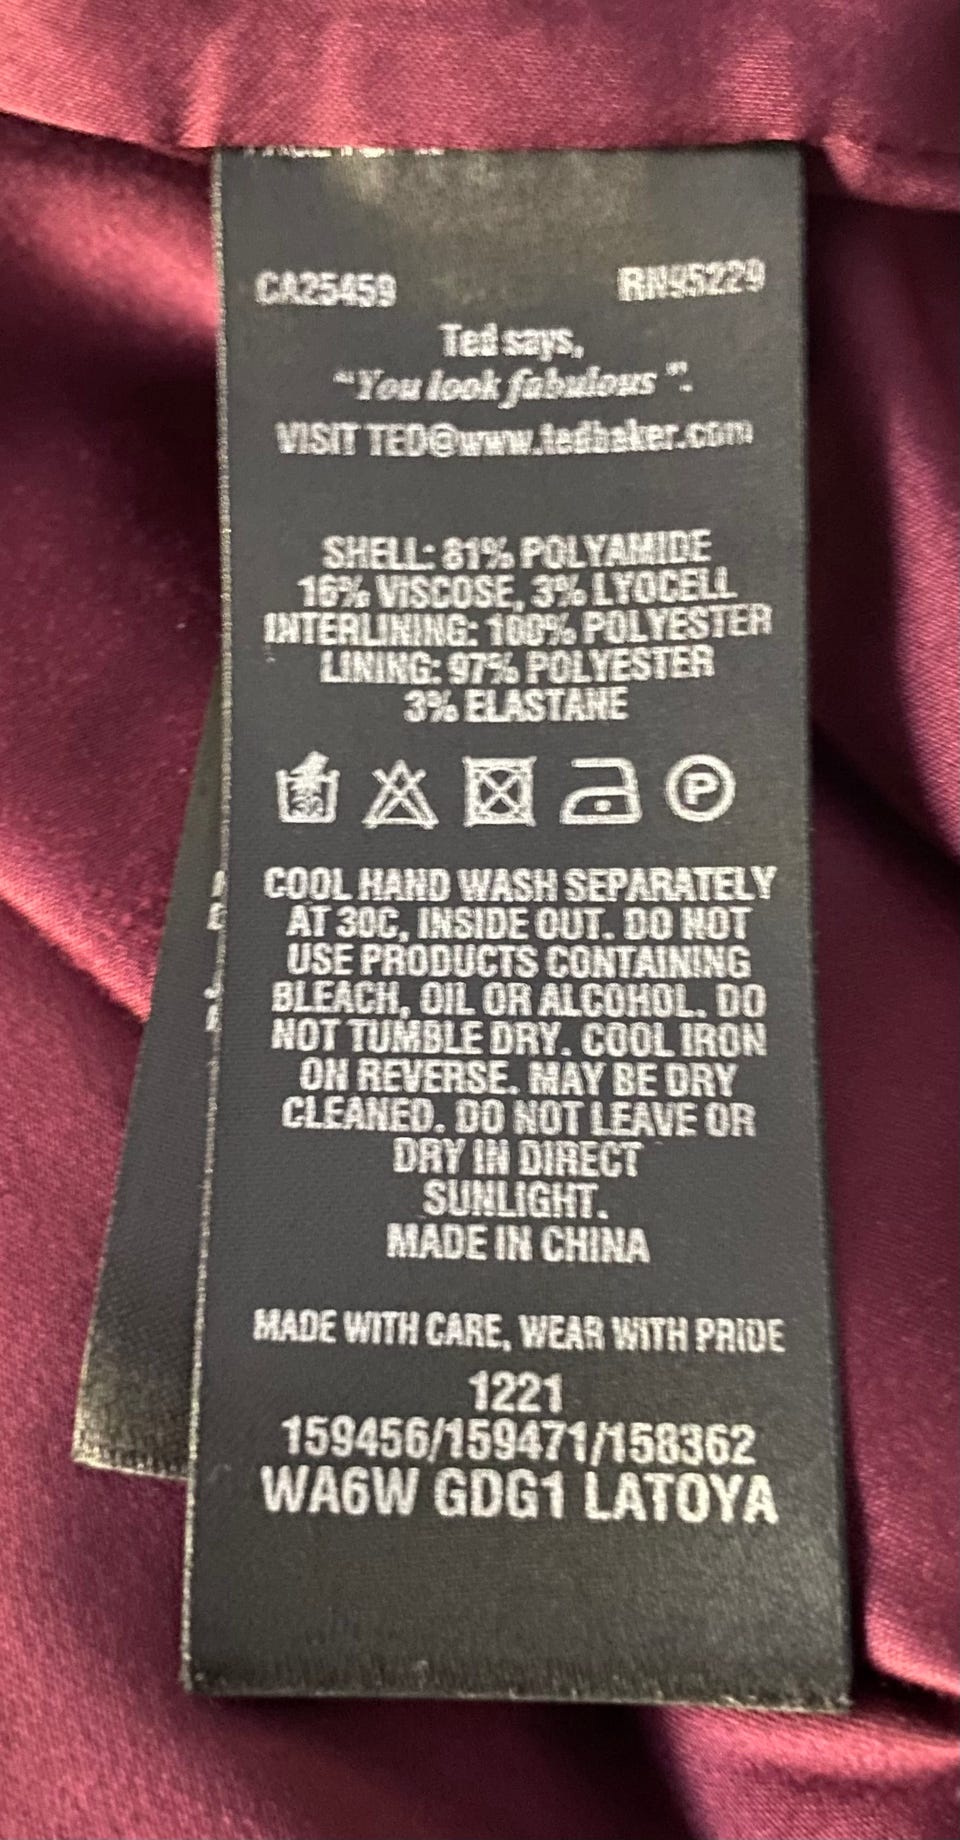 CA25459 RN95229
Ted says,
"You look fabulous".
VISIT TED@www.tedbaker.com
SHELL: 81% POLYAMIDE
16% VISCOSE, 3% LYOCELL
INTERLINING: 100% POLYESTER
LINING: 97% POLYESTER
3% ELASTANE
30 P
COOL HAND WASH SEPARATELY
AT 30C, INSIDE OUT. DO NOT
USE PRODUCTS CONTAINING
BLEACH, OIL OR ALCOHOL. DO
NOT TUMBLE DRY. COOL IRON
ON REVERSE. MAY BE DRY
CLEANED. DO NOT LEAVE OR
DRY IN DIRECT
SUNLIGHT.
MADE IN CHINA
MADE WITH CARE, WEAR WITH PRIDE
1221
159456/159471/158362
WA6W GDG1 LATOYA